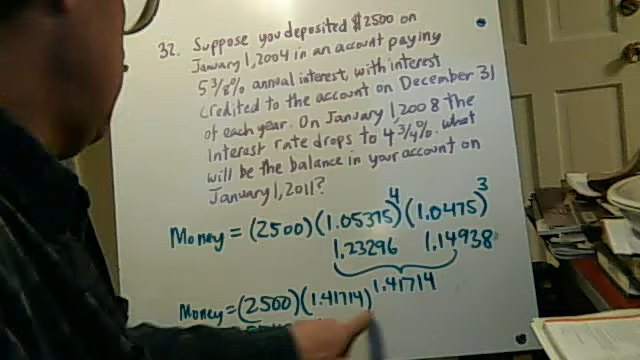 32. Suppose you deposited $2500 on
January 1, 2004 in an account paying
5 3/8% annual interest, with interest
credited to the account on December 31
of each year. On January 1, 2008 the
interest rate drops to 4 3/4%. What
will be the balance in your account on
January 1, 2011?
Money = (2500)(1.05375)^4 (1.0475)^3
1.23296 1.14938
1.41714
Money = (2500)(1.41714)